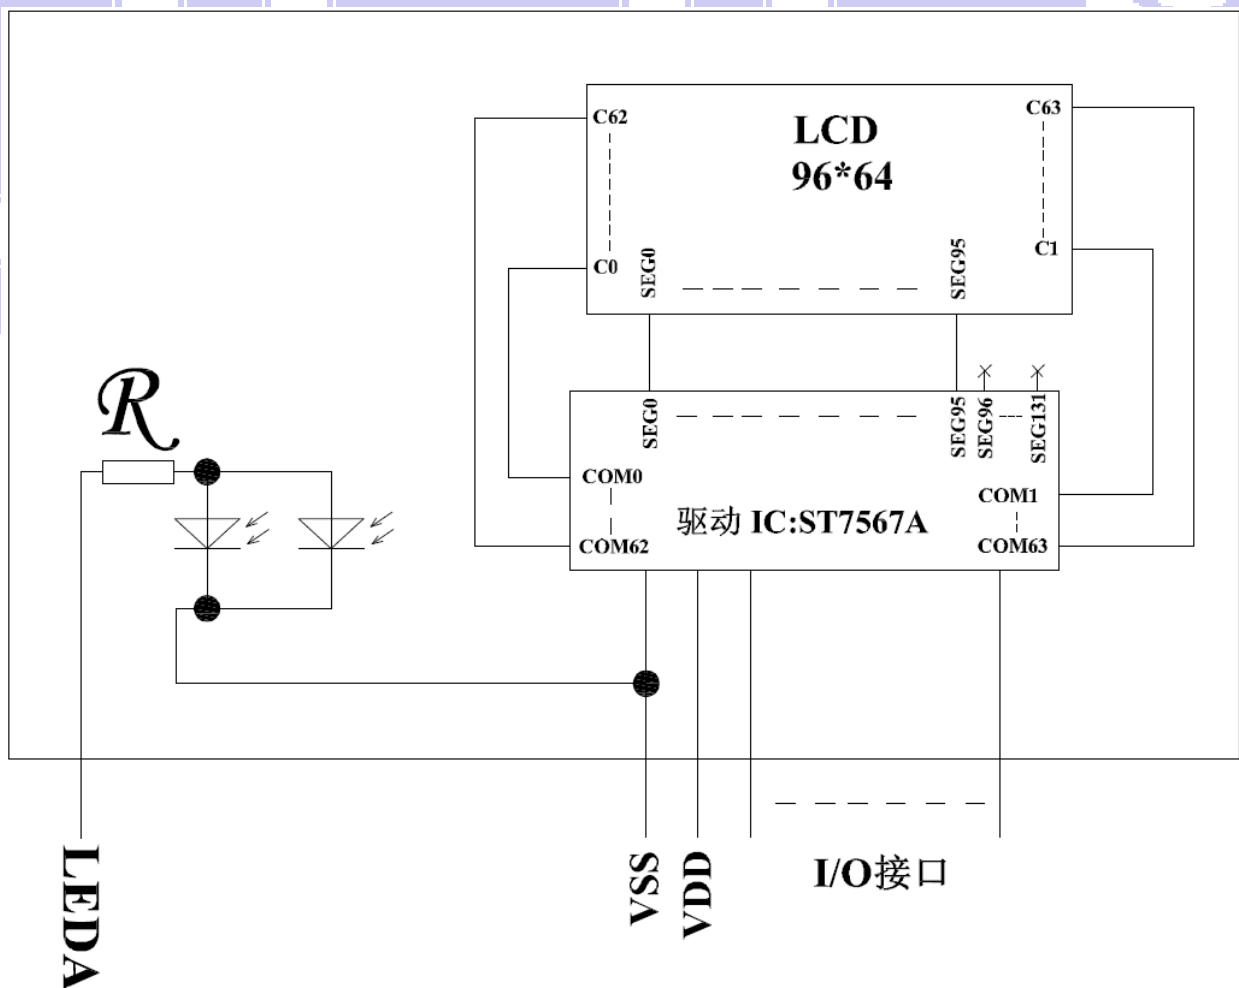 C62
C63
LCD
96*64
C0
SEG0
SEG95
C1
R
SEG0
SEG95
SEG96
SEG131
COM0
COM1
驱动 IC:ST7567A
COM62
COM63
LEDA
VSS
VDD
I/O接口